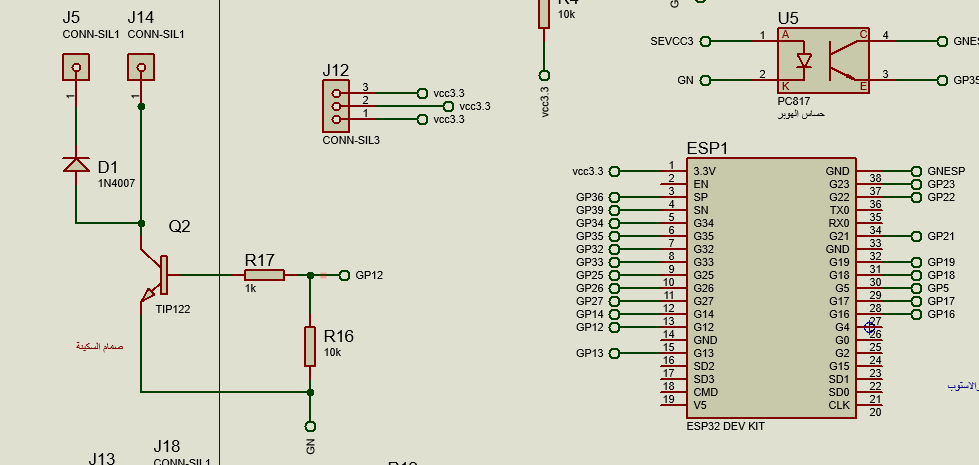 J5
J14
CONN-SIL1
CONN-SIL1
1
1
D1
1N4007
Q2
TIP122
R17
1k
GP12
R16
10k
GN
صمام السكينة
J13
J18
CONN-SIL1
J12
3
vcc3.3
2
vcc3.3
1
vcc3.3
CONN-SIL3
R4
10k
vcc3.3
U5
SEVCC3
1
A
C
4
GNES
GN
2
K
E
3
GP35
PC817
حساس الهوير
ESP1
vcc3.3
1
3.3V
GND
GNESP
2
EN
G23
38
GP23
GP36
3
SP
G22
37
GP22
GP39
4
SN
TX0
36
GP34
5
G34
RX0
35
GP35
6
G35
G21
34
GP21
GP32
7
G32
GND
33
GP33
8
G33
G19
32
GP19
GP25
9
G25
G18
31
GP18
GP26
10
G26
G5
30
GP5
GP27
11
G27
G17
29
GP17
GP14
12
G14
G16
28
GP16
GP12
13
G12
G4
27
14
GND
G0
26
GP13
15
G13
G2
25
16
SD2
G15
24
17
SD3
SD1
23
18
CMD
SD0
22
19
V5
CLK
21
20
ESP32 DEV KIT